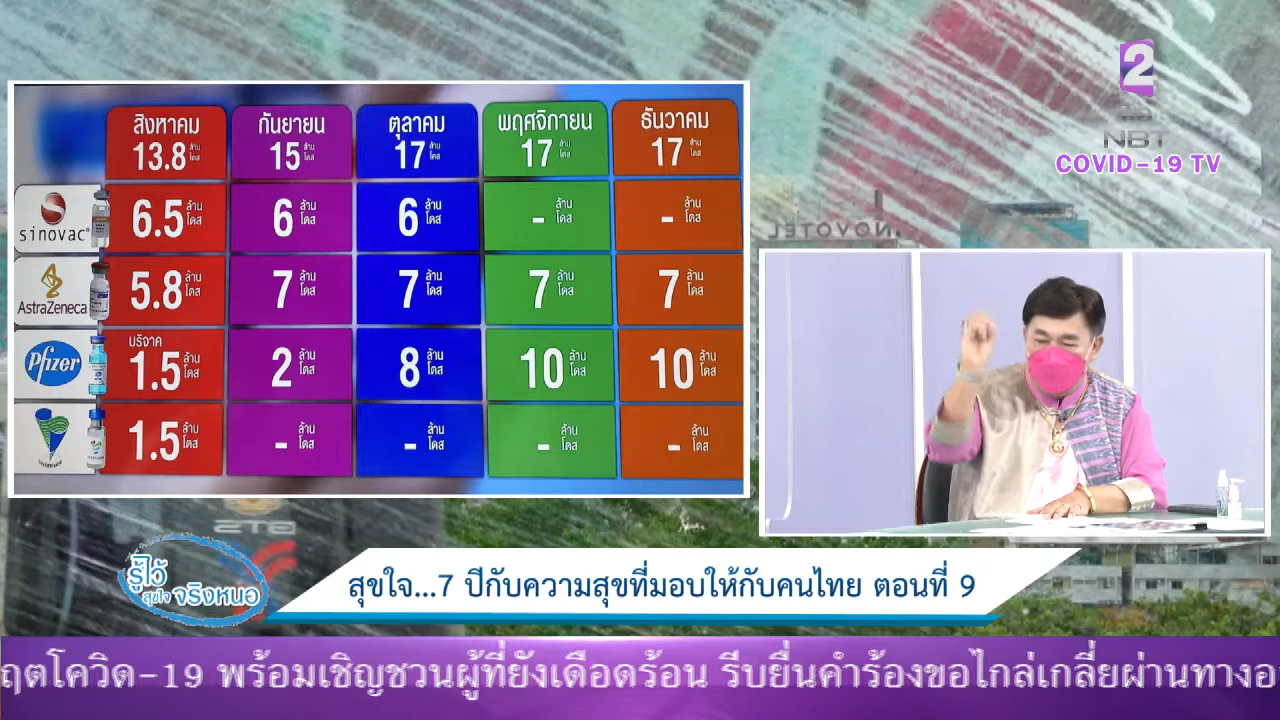 2
NBT
COVID-19 TV
สิงหาคม
13.8 ล้านโดส
กันยายน
15 ล้านโดส
ตุลาคม
17 ล้านโดส
พฤศจิกายน
17 ล้านโดส
ธันวาคม
17 ล้านโดส
sinovac
6.5 ล้านโดส
6 ล้านโดส
6 ล้านโดส
- ล้านโดส
- ล้านโดส
AstraZeneca
5.8 ล้านโดส
7 ล้านโดส
7 ล้านโดส
7 ล้านโดส
7 ล้านโดส
Pfizer
บริจาค
1.5 ล้านโดส
2 ล้านโดส
8 ล้านโดส
10 ล้านโดส
10 ล้านโดส
1.5 ล้านโดส
- ล้านโดส
- ล้านโดส
- ล้านโดส
- ล้านโดส
NOVOTEL
BTS
รู้ไว้
สุขใจ จริงหนอ
สุขใจ...7 ปีกับความสุขที่มอบให้กับคนไทย ตอนที่ 9
ฤตโควิด-19 พร้อมเชิญชวนผู้ที่ยังเดือดร้อน รีบยื่นคำร้องขอไกล่เกลี่ยผ่านทางอ